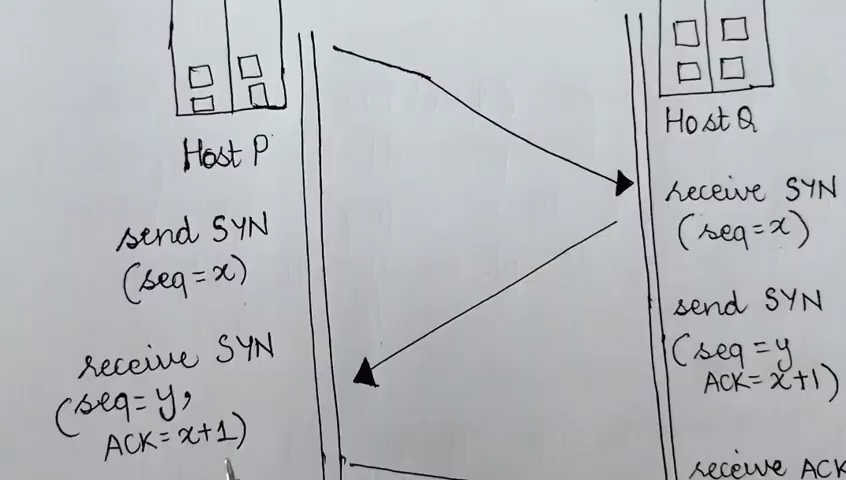 Host P
send SYN
(seq=x)
receive SYN
(seq=y,
ACK=x+1)
Host Q
receive SYN
(seq=x)
send SYN
(seq=y
ACK=x+1)
receive ACK